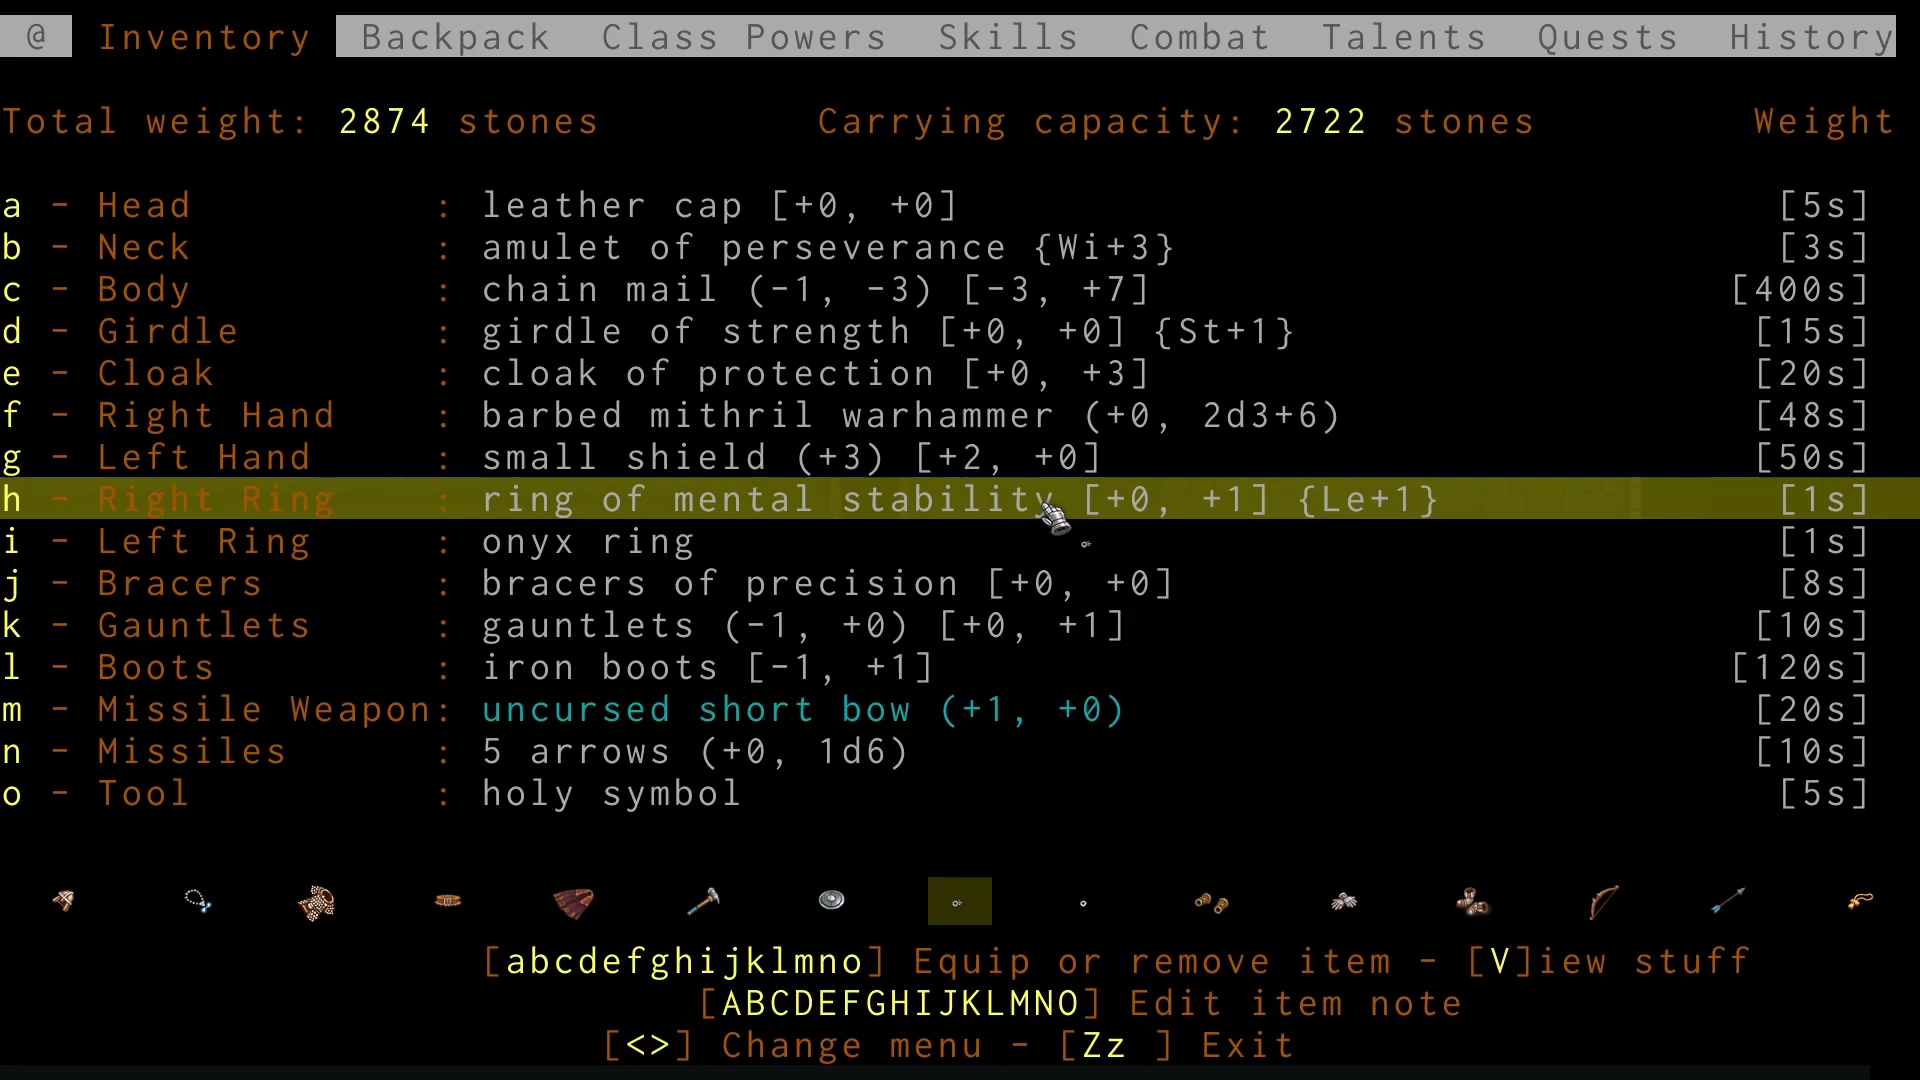 @ Inventory Backpack Class Powers Skills Combat Talents Quests History
Total weight: 2874 stones Carrying capacity: 2722 stones Weight
a - Head : leather cap [+0, +0] [5s]
b - Neck : amulet of perseverance {Wi+3} [3s]
c - Body : chain mail (-1, -3) [-3, +7] [400s]
d - Girdle : girdle of strength [+0, +0] {St+1} [15s]
e - Cloak : cloak of protection [+0, +3] [20s]
f - Right Hand : barbed mithril warhammer (+0, 2d3+6) [48s]
g - Left Hand : small shield (+3) [+2, +0] [50s]
h - Right Ring : ring of mental stability [+0, +1] {Le+1} [1s]
i - Left Ring : onyx ring [1s]
j - Bracers : bracers of precision [+0, +0] [8s]
k - Gauntlets : gauntlets (-1, +0) [+0, +1] [10s]
l - Boots : iron boots [-1, +1] [120s]
m - Missile Weapon: uncursed short bow (+1, +0) [20s]
n - Missiles : 5 arrows (+0, 1d6) [10s]
o - Tool : holy symbol [5s]
[abcdefghijklmno] Equip or remove item - [V]iew stuff
[ABCDEFGHIJKLMNO] Edit item note
[<>] Change menu - [Zz ] Exit